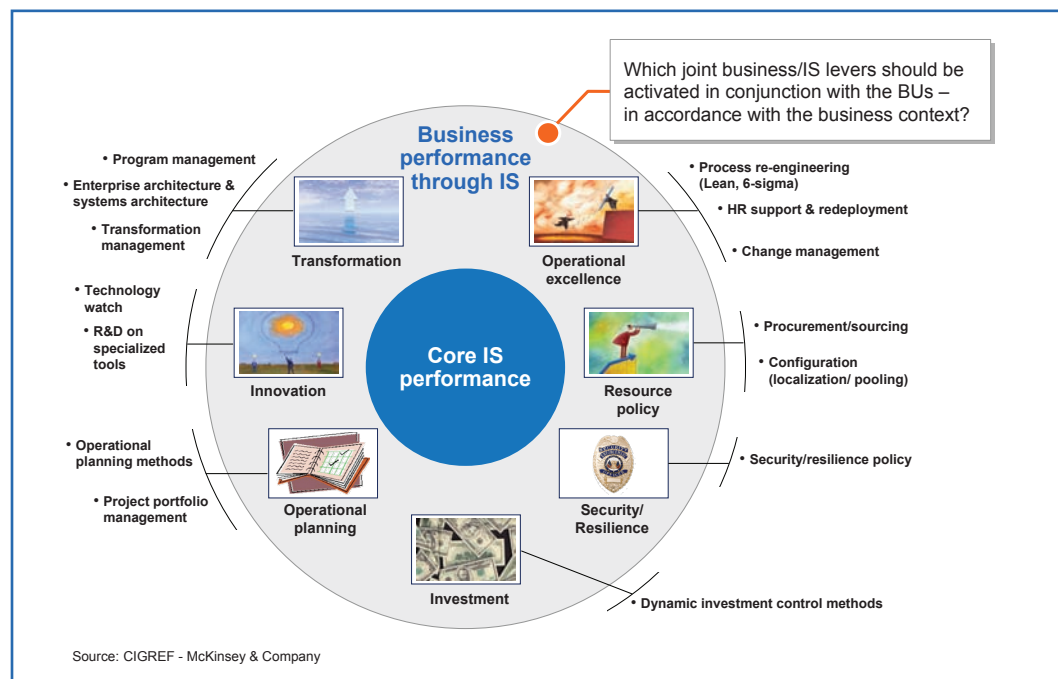 Which joint business/IS levers should be
activated in conjunction with the BUs –
in accordance with the business context?
Business
performance
through IS
• Program management
• Enterprise architecture &
systems architecture
• Transformation
management
Transformation
Operational
excellence
• Process re-engineering
(Lean, 6-sigma)
• HR support & redeployment
• Change management
• Technology
watch
• R&D on
specialized
tools
Innovation
Core IS
performance
Resource
policy
• Procurement/sourcing
• Configuration
(localization/ pooling)
• Operational
planning methods
• Project portfolio
management
Operational
planning
Security/
Resilience
• Security/resilience policy
Investment
• Dynamic investment control methods
Source: CIGREF - McKinsey & Company